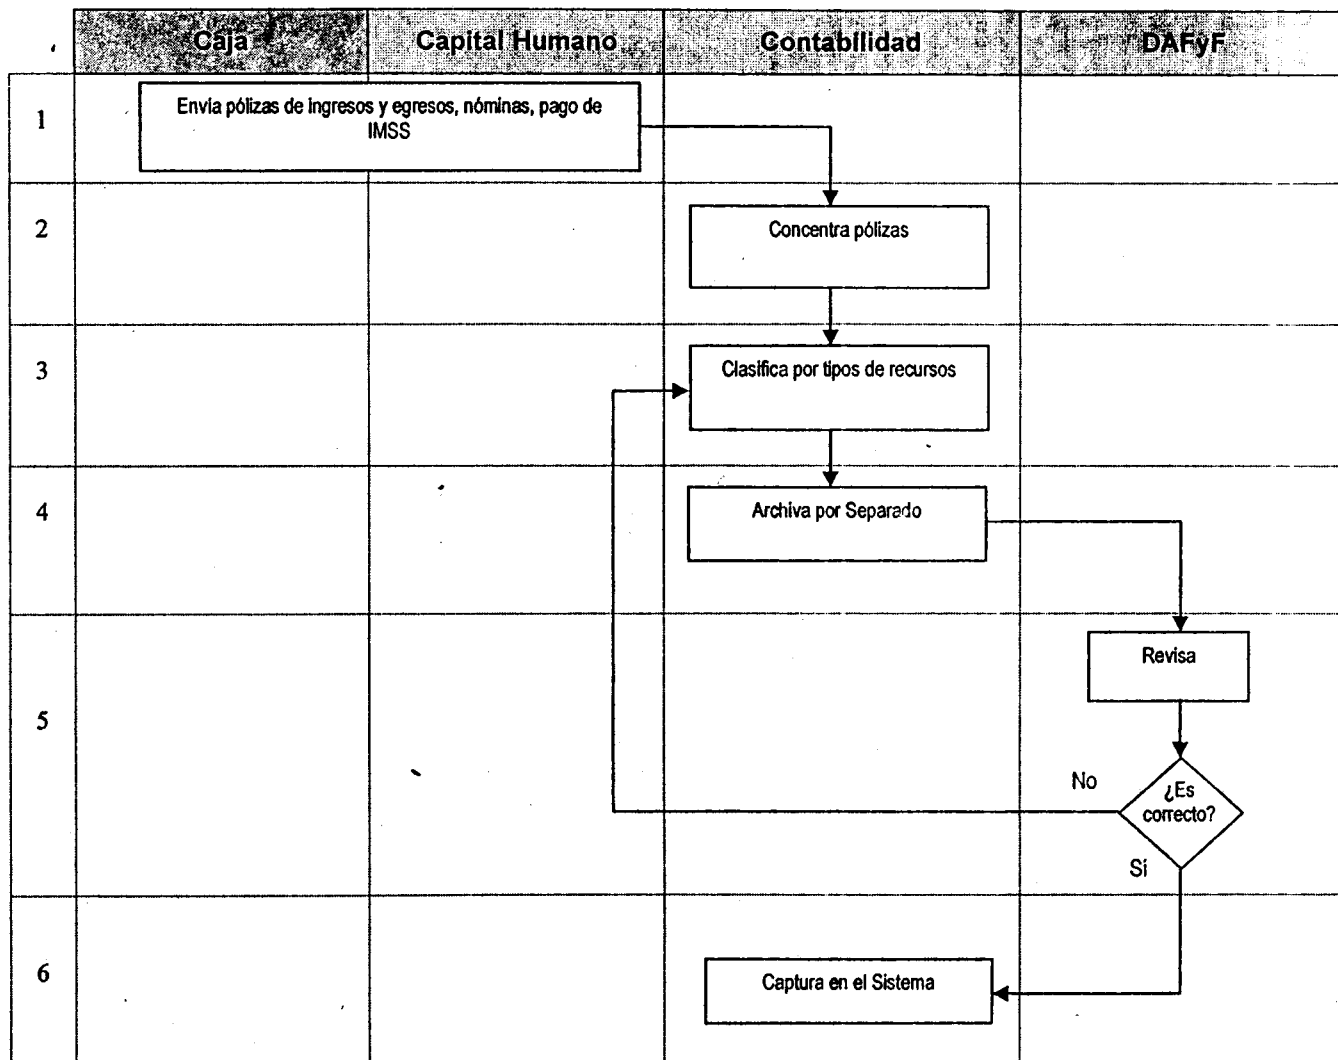 Caja Capital Humano Contabilidad DAFyF
1
Envía pólizas de ingresos y egresos, nóminas, pago de
IMSS
2
Concentra pólizas
3
Clasifica por tipos de recursos
4
Archiva por Separado
Revisa
5
No
¿Es
correcto?
Sí
6
Captura en el Sistema